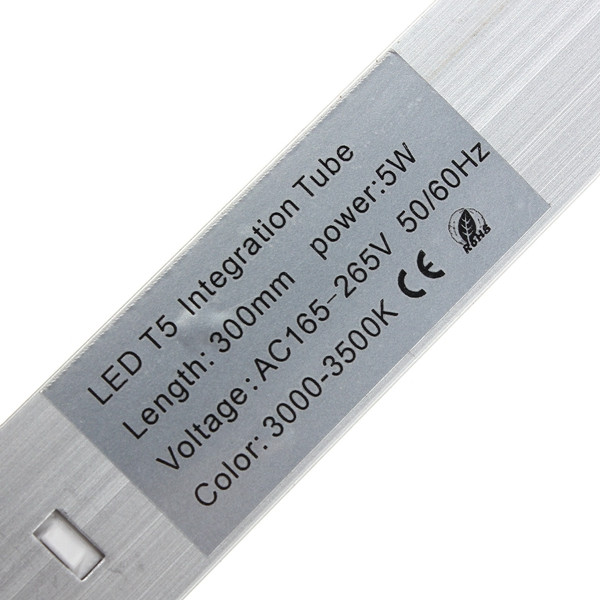 LED T5 Integration Tube
Length: 300mm power:5W
Voltage: AC165-265V 50/60Hz
Color: 3000-3500K CE
RoHS